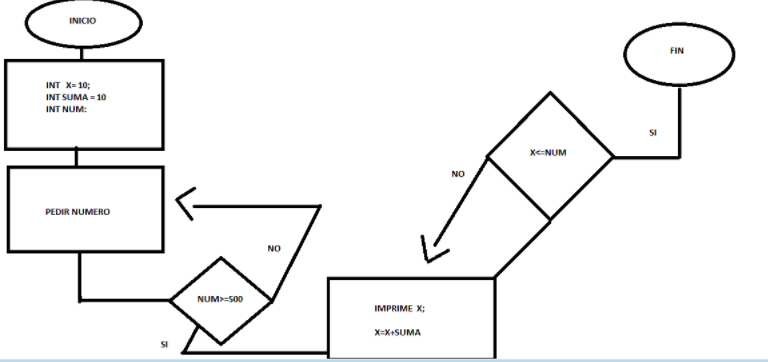 INICIO
INT X= 10;
INT SUMA = 10
INT NUM:
PEDIR NUMERO
NO
NUM>=500
SI
IMPRIME X;
X=X+SUMA
NO
X<=NUM
SI
FIN